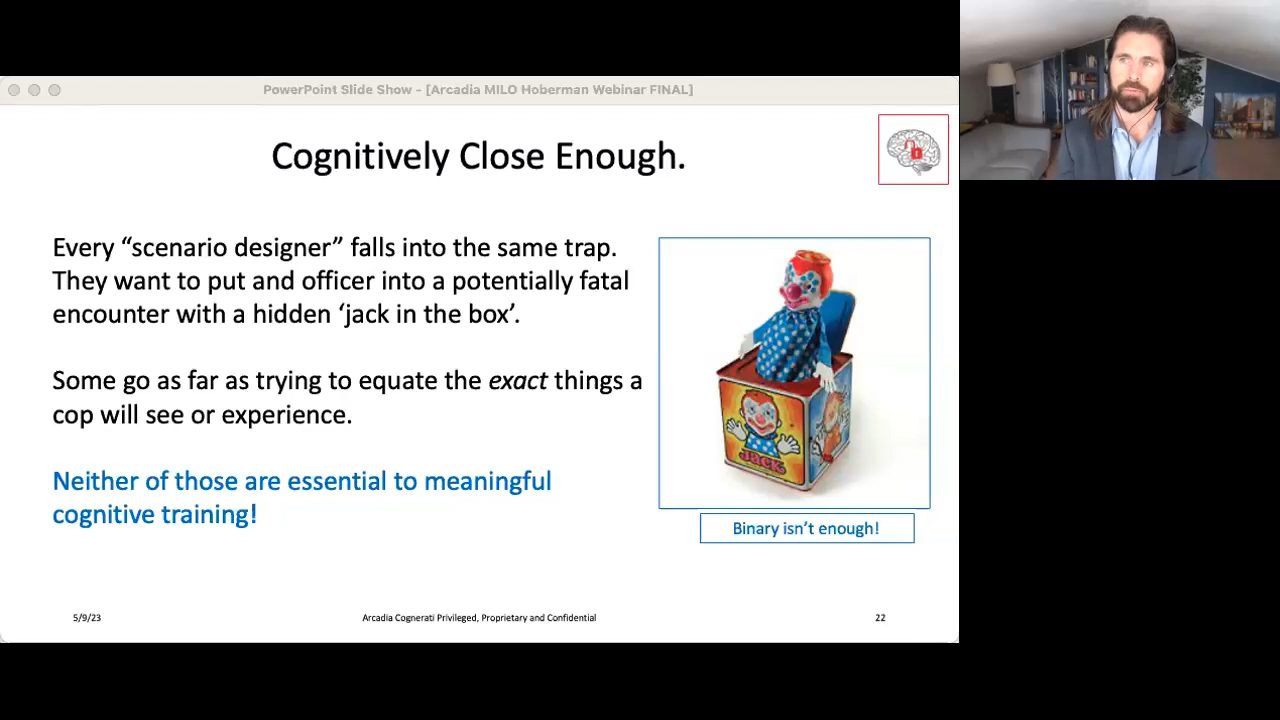 PowerPoint Slide Show - [Arcadia MILO Hoberman Webinar FINAL]
Cognitively Close Enough.
Every “scenario designer” falls into the same trap.
They want to put and officer into a potentially fatal
encounter with a hidden ‘jack in the box’.
Some go as far as trying to equate the exact things a
cop will see or experience.
Neither of those are essential to meaningful
cognitive training!
Jack
Binary isn’t enough!
5/9/23
Arcadia Cognerati Privileged, Proprietary and Confidential
22